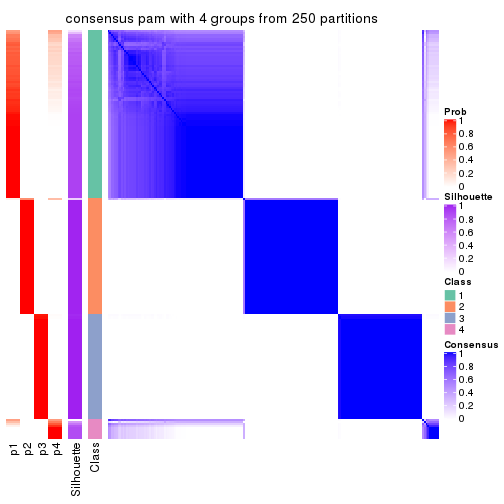 consensus pam with 4 groups from 250 partitions
Prob
1
0.8
0.6
0.4
0.2
0
Silhouette
1
0.8
0.6
0.4
0.2
0
Class
1
2
3
4
Consensus
1
0.8
0.6
0.4
0.2
0
p1
p2
p3
p4
Silhouette
Class